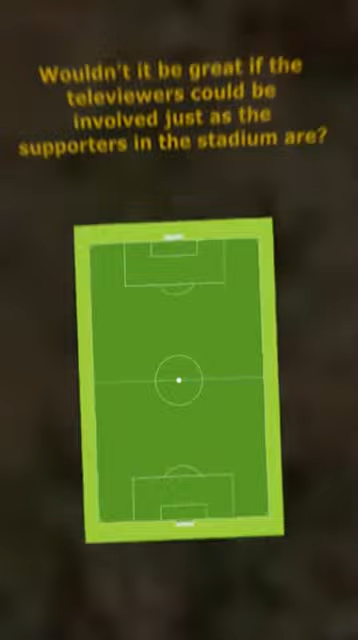 Wouldn't it be great if the
televiewers could be
involved just as the
supporters in the stadium are?